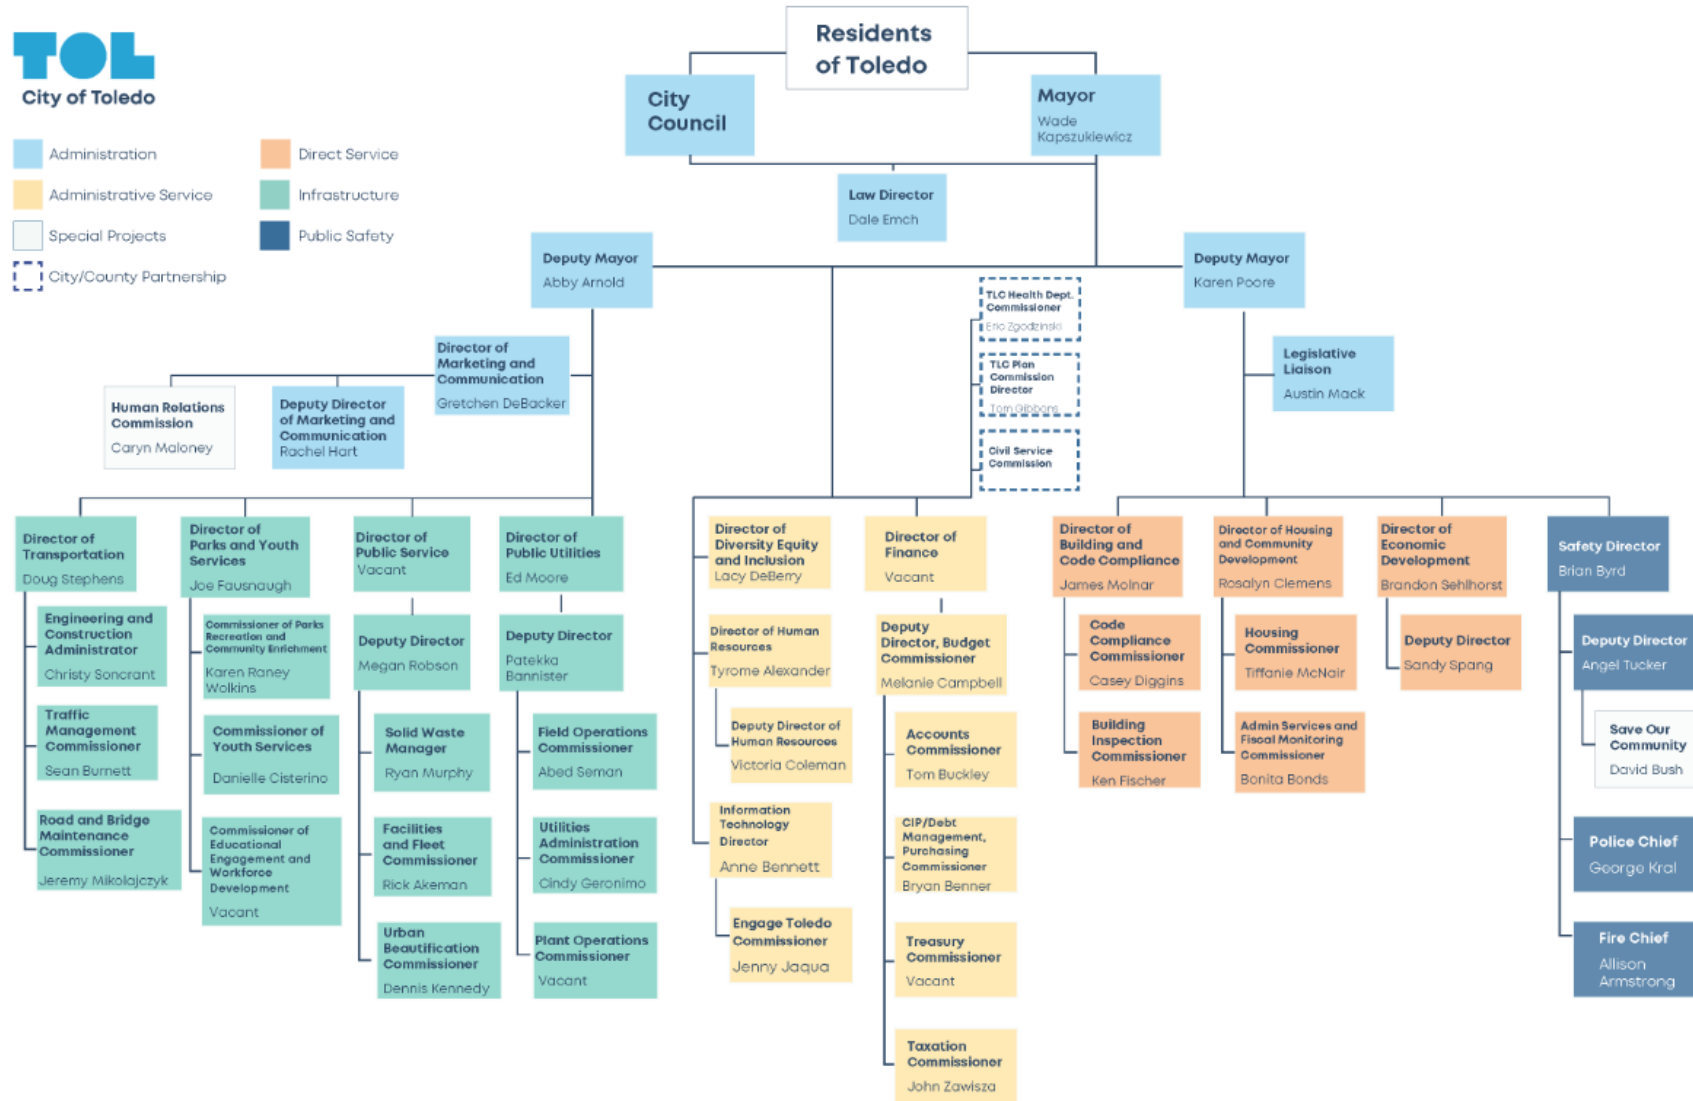 Residents
of Toledo
TOL
City of Toledo
Administration
Administrative Service
Special Projects
City/County Partnership
Direct Service
Infrastructure
Public Safety
City
Council
Mayor
Wade
Kapszukiewicz
Law Director
Dale Emch
Deputy Mayor
Abby Arnold
Deputy Mayor
Karen Poore
TLC Health Dept.
Commissioner
Eric Zgodzinski
TLC Plan
Commission
Director
Tom Gibbons
Civil Service
Commission
Legislative
Liaison
Austin Mack
Director of
Marketing and
Communication
Gretchen DeBacker
Human Relations
Commission
Caryn Maloney
Deputy Director
of Marketing and
Communication
Rachel Hart
Director of
Transportation
Doug Stephens
Engineering and
Construction
Administrator
Christy Soncrant
Traffic
Management
Commissioner
Sean Burnett
Road and Bridge
Maintenance
Commissioner
Jeremy Mikolajczyk
Director of
Parks and Youth
Services
Joe Fausnaugh
Commissioner of Parks
Recreation and
Community Enrichment
Karen Raney
Wolkins
Commissioner of
Youth Services
Danielle Cisterino
Commissioner of
Educational
Engagement and
Workforce
Development
Vacant
Director of
Public Service
Vacant
Deputy Director
Megan Robson
Solid Waste
Manager
Ryan Murphy
Facilities
and Fleet
Commissioner
Rick Akeman
Urban
Beautification
Commissioner
Dennis Kennedy
Director of
Public Utilities
Ed Moore
Deputy Director
Patekka
Bannister
Field Operations
Commissioner
Abed Seman
Utilities
Administration
Commissioner
Cindy Geronimo
Plant Operations
Commissioner
Vacant
Director of
Diversity Equity
and Inclusion
Lacy DeBerry
Director of Human
Resources
Tyrome Alexander
Deputy Director of
Human Resources
Victoria Coleman
Information
Technology
Director
Anne Bennett
Engage Toledo
Commissioner
Jenny Jaqua
Director of
Finance
Vacant
Deputy
Director, Budget
Commissioner
Melanie Campbell
Accounts
Commissioner
Tom Buckley
CIP/Debt
Management,
Purchasing
Commissioner
Bryan Benner
Treasury
Commissioner
Vacant
Taxation
Commissioner
John Zawisza
Director of
Building and
Code Compliance
James Molnar
Code
Compliance
Commissioner
Casey Diggins
Building
Inspection
Commissioner
Ken Fischer
Director of Housing
and Community
Development
Rosalyn Clemens
Housing
Commissioner
Tiffanie McNair
Admin Services and
Fiscal Monitoring
Commissioner
Bonita Bonds
Director of
Economic
Development
Brandon Sehlhorst
Deputy Director
Sandy Spang
Safety Director
Brian Byrd
Deputy Director
Angel Tucker
Save Our
Community
David Bush
Police Chief
George Kral
Fire Chief
Allison
Armstrong